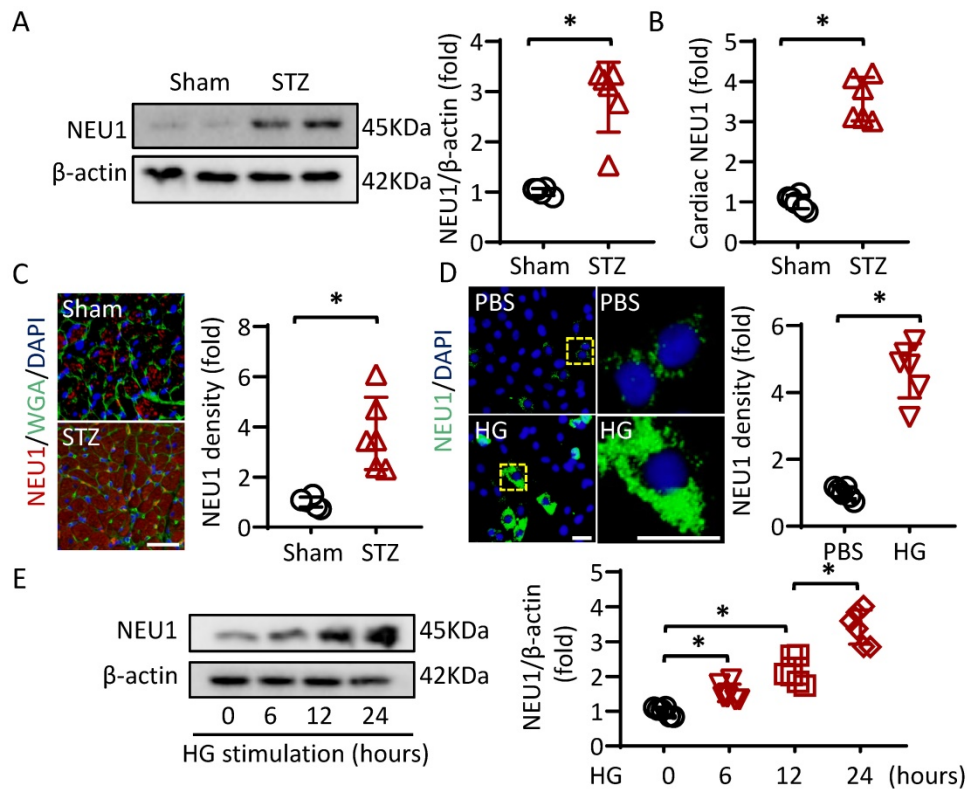 A
Sham STZ
NEU1
45KDa
β-actin
42KDa
NEU1/β-actin (fold)
4
3
2
1
0
*
Sham STZ
B
Cardiac NEU1 (fold)
5
4
3
2
1
0
*
Sham STZ
C
NEU1/WGA/DAPI
Sham
STZ
NEU1 density (fold)
8
6
4
2
0
*
Sham STZ
D
NEU1/DAPI
PBS
PBS
HG
HG
NEU1 density (fold)
6
4
2
0
*
PBS HG
E
NEU1
45KDa
β-actin
42KDa
0 6 12 24
HG stimulation (hours)
NEU1/β-actin
(fold)
5
4
3
2
1
0
*
*
*
HG 0 6 12 24 (hours)